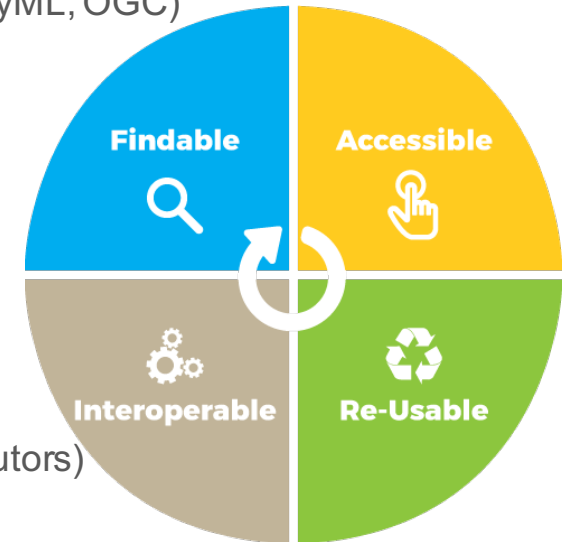 yML, OGC)
Findable
Accessible
Interoperable
Re-Usable
utors)